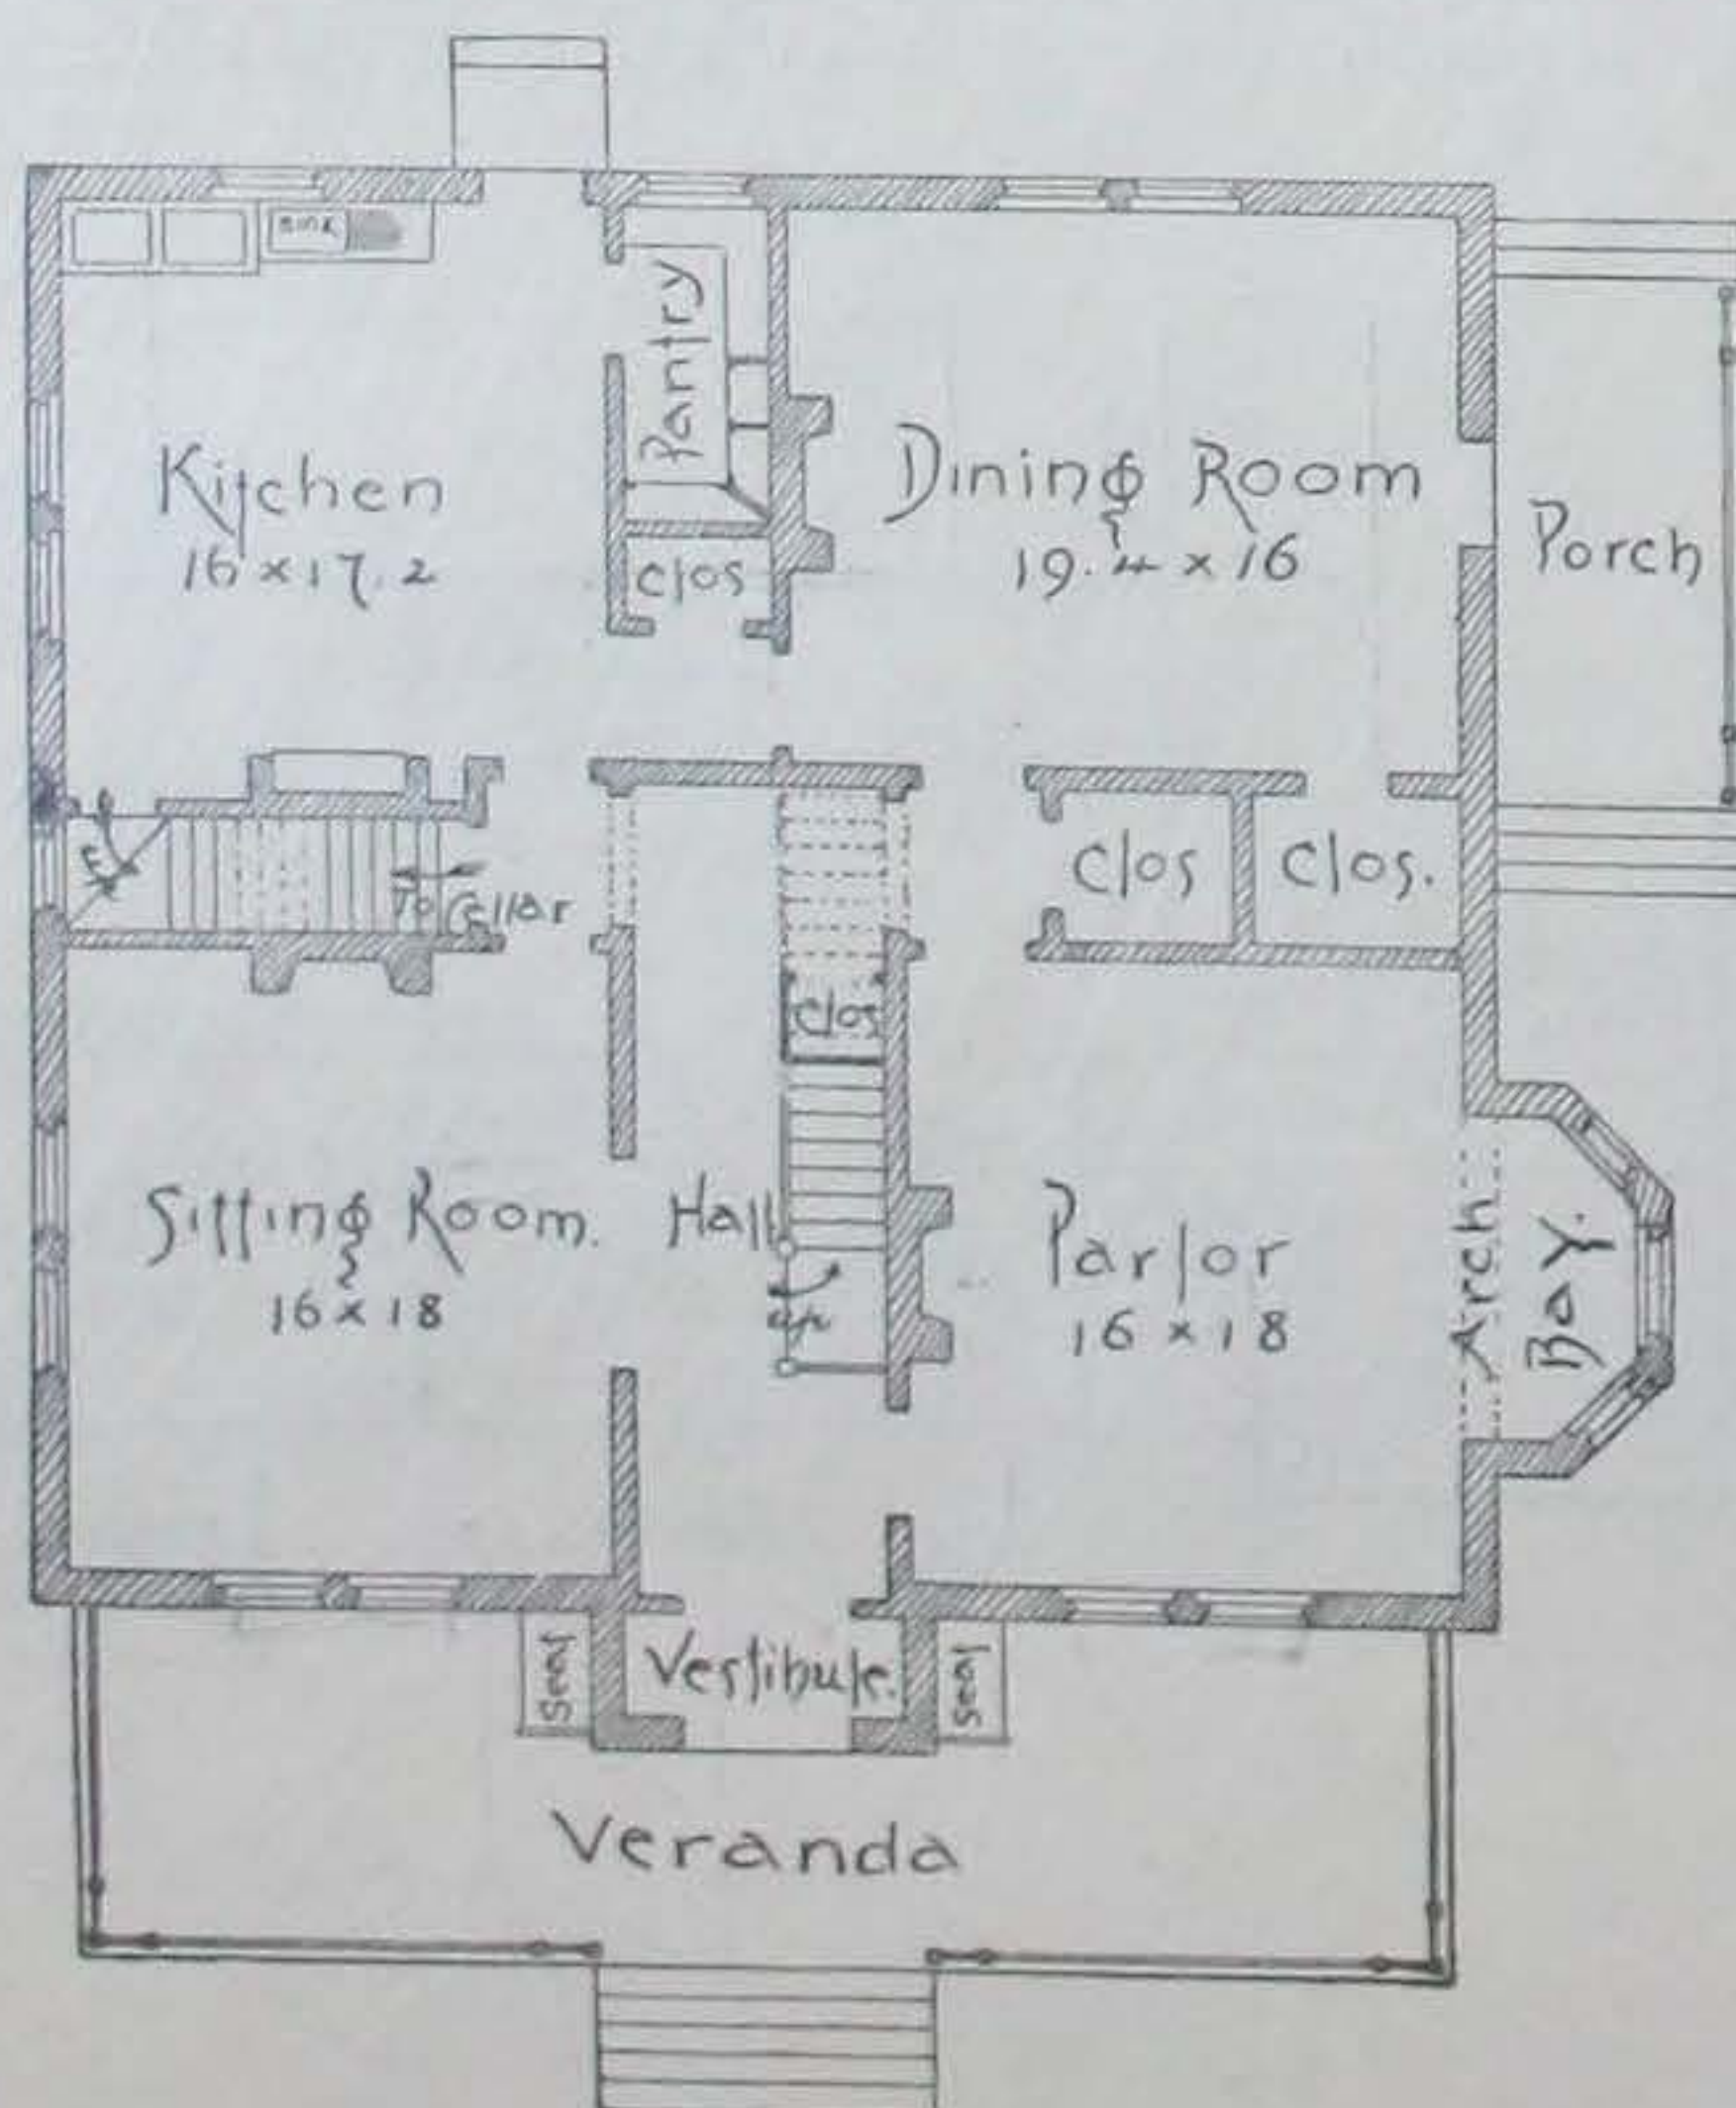 Sink
Pantry
Kitchen
16 x 17.2
Dining Room
19.4 x 16
Porch
Clos
To Cellar
Clos
Clos.
Clos
Sitting Room.
16 x 18
Hall
up
Parlor
16 x 18
Arch
Bay.
Seat
Vestibule.
Seat
Veranda